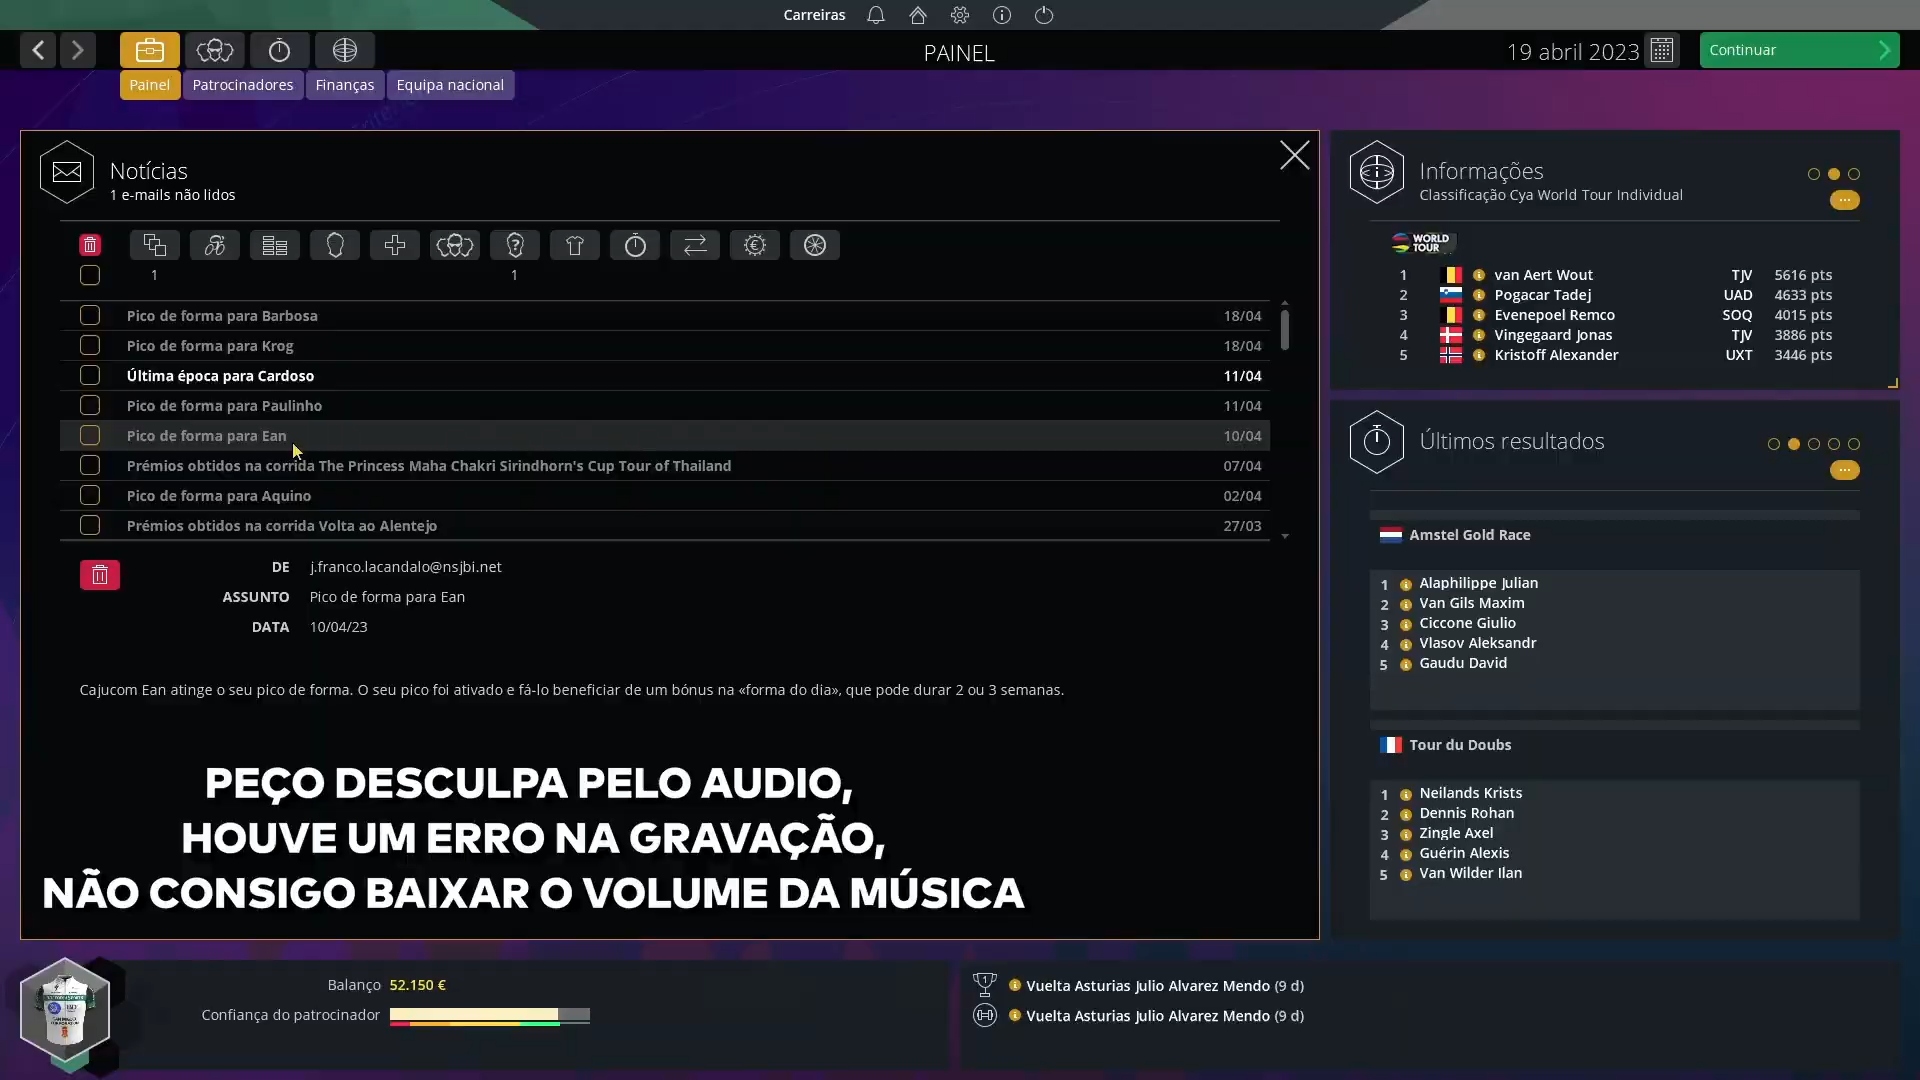 Carreiras
PAINEL
19 abril 2023
Continuar
Painel
Patrocinadores
Finanças
Equipa nacional
Notícias
1 e-mails não lidos
1
1
Pico de forma para Barbosa 18/04
Pico de forma para Krog 18/04
Última época para Cardoso 11/04
Pico de forma para Paulinho 11/04
Pico de forma para Ean 10/04
Prémios obtidos na corrida The Princess Maha Chakri Sirindhorn's Cup Tour of Thailand 07/04
Pico de forma para Aquino 02/04
Prémios obtidos na corrida Volta ao Alentejo 27/03
DE j.franco.lacandalo@nsjbi.net
ASSUNTO Pico de forma para Ean
DATA 10/04/23
Cajucom Ean atinge o seu pico de forma. O seu pico foi ativado e fá-lo beneficiar de um bónus na «forma do dia», que pode durar 2 ou 3 semanas.
PEÇO DESCULPA PELO AUDIO,
HOUVE UM ERRO NA GRAVAÇÃO,
NÃO CONSIGO BAIXAR O VOLUME DA MÚSICA
Informações
Classificação Cya World Tour Individual
WORLD
TOUR
1 van Aert Wout TJV 5616 pts
2 Pogacar Tadej UAD 4633 pts
3 Evenepoel Remco SOQ 4015 pts
4 Vingegaard Jonas TJV 3886 pts
5 Kristoff Alexander UXT 3446 pts
Últimos resultados
Amstel Gold Race
1 Alaphilippe Julian
2 Van Gils Maxim
3 Ciccone Giulio
4 Vlasov Aleksandr
5 Gaudu David
Tour du Doubs
1 Neilands Krists
2 Dennis Rohan
3 Zingle Axel
4 Guérin Alexis
5 Van Wilder Ilan
Balanço 52.150 €
Confiança do patrocinador
Vuelta Asturias Julio Alvarez Mendo (9 d)
Vuelta Asturias Julio Alvarez Mendo (9 d)